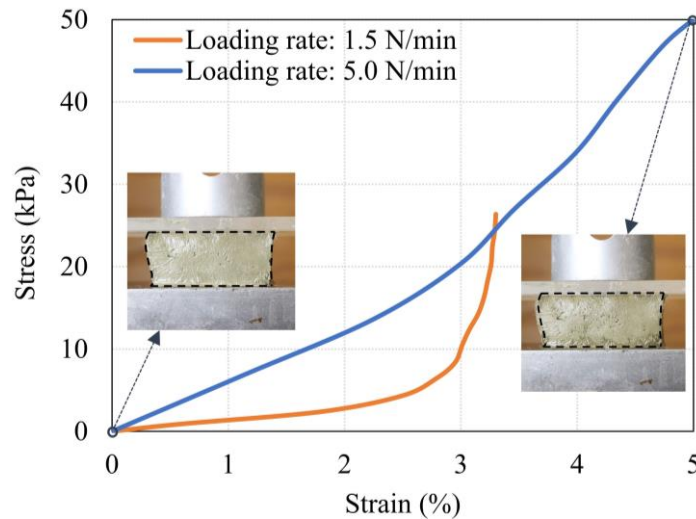 Loading rate: 1.5 N/min
Loading rate: 5.0 N/min
Stress (kPa)
50
40
30
20
10
0
0 1 2 3 4 5
Strain (%)